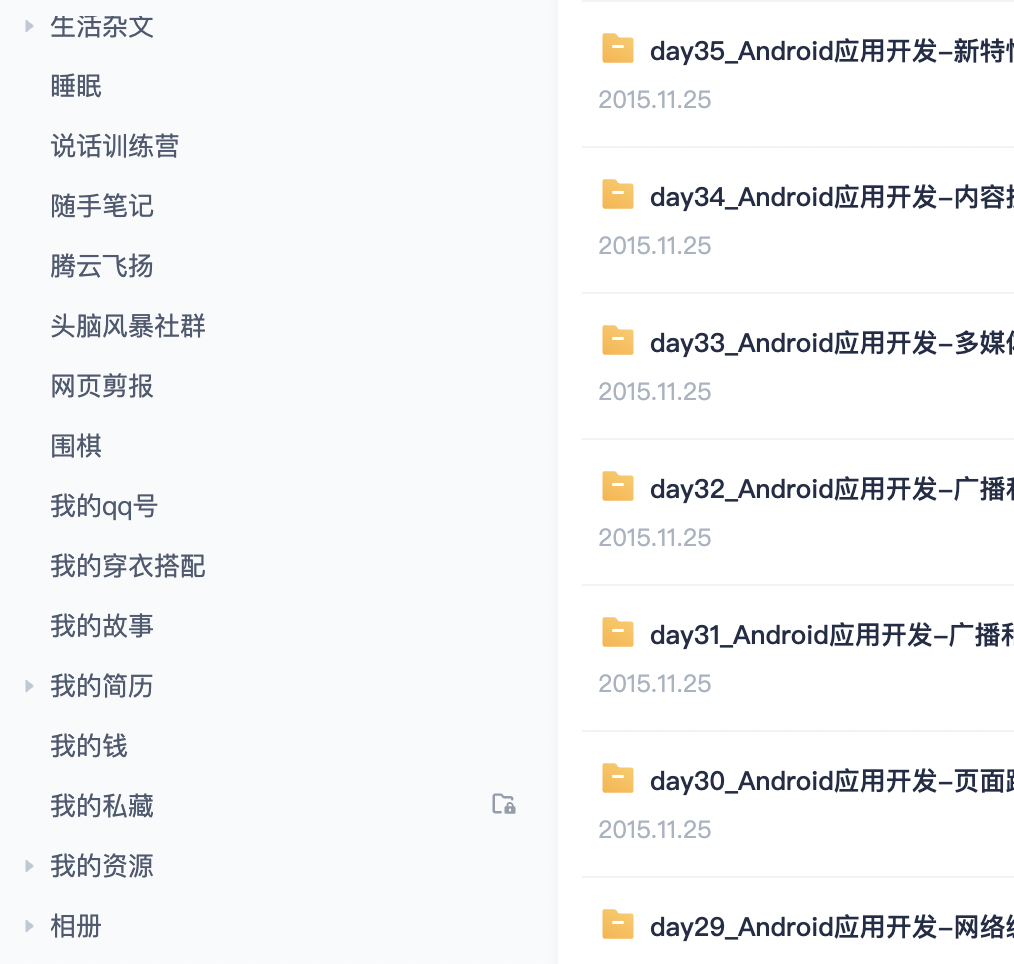 生活杂文
睡眠
说话训练营
随手笔记
腾云飞扬
头脑风暴社群
网页剪报
围棋
我的qq号
我的穿衣搭配
我的故事
我的简历
我的钱
我的私藏
我的资源
相册
day35_Android应用开发-新特
2015.11.25
day34_Android应用开发-内容
2015.11.25
day33_Android应用开发-多媒
2015.11.25
day32_Android应用开发-广播
2015.11.25
day31_Android应用开发-广播
2015.11.25
day30_Android应用开发-页面
2015.11.25
day29_Android应用开发-网络